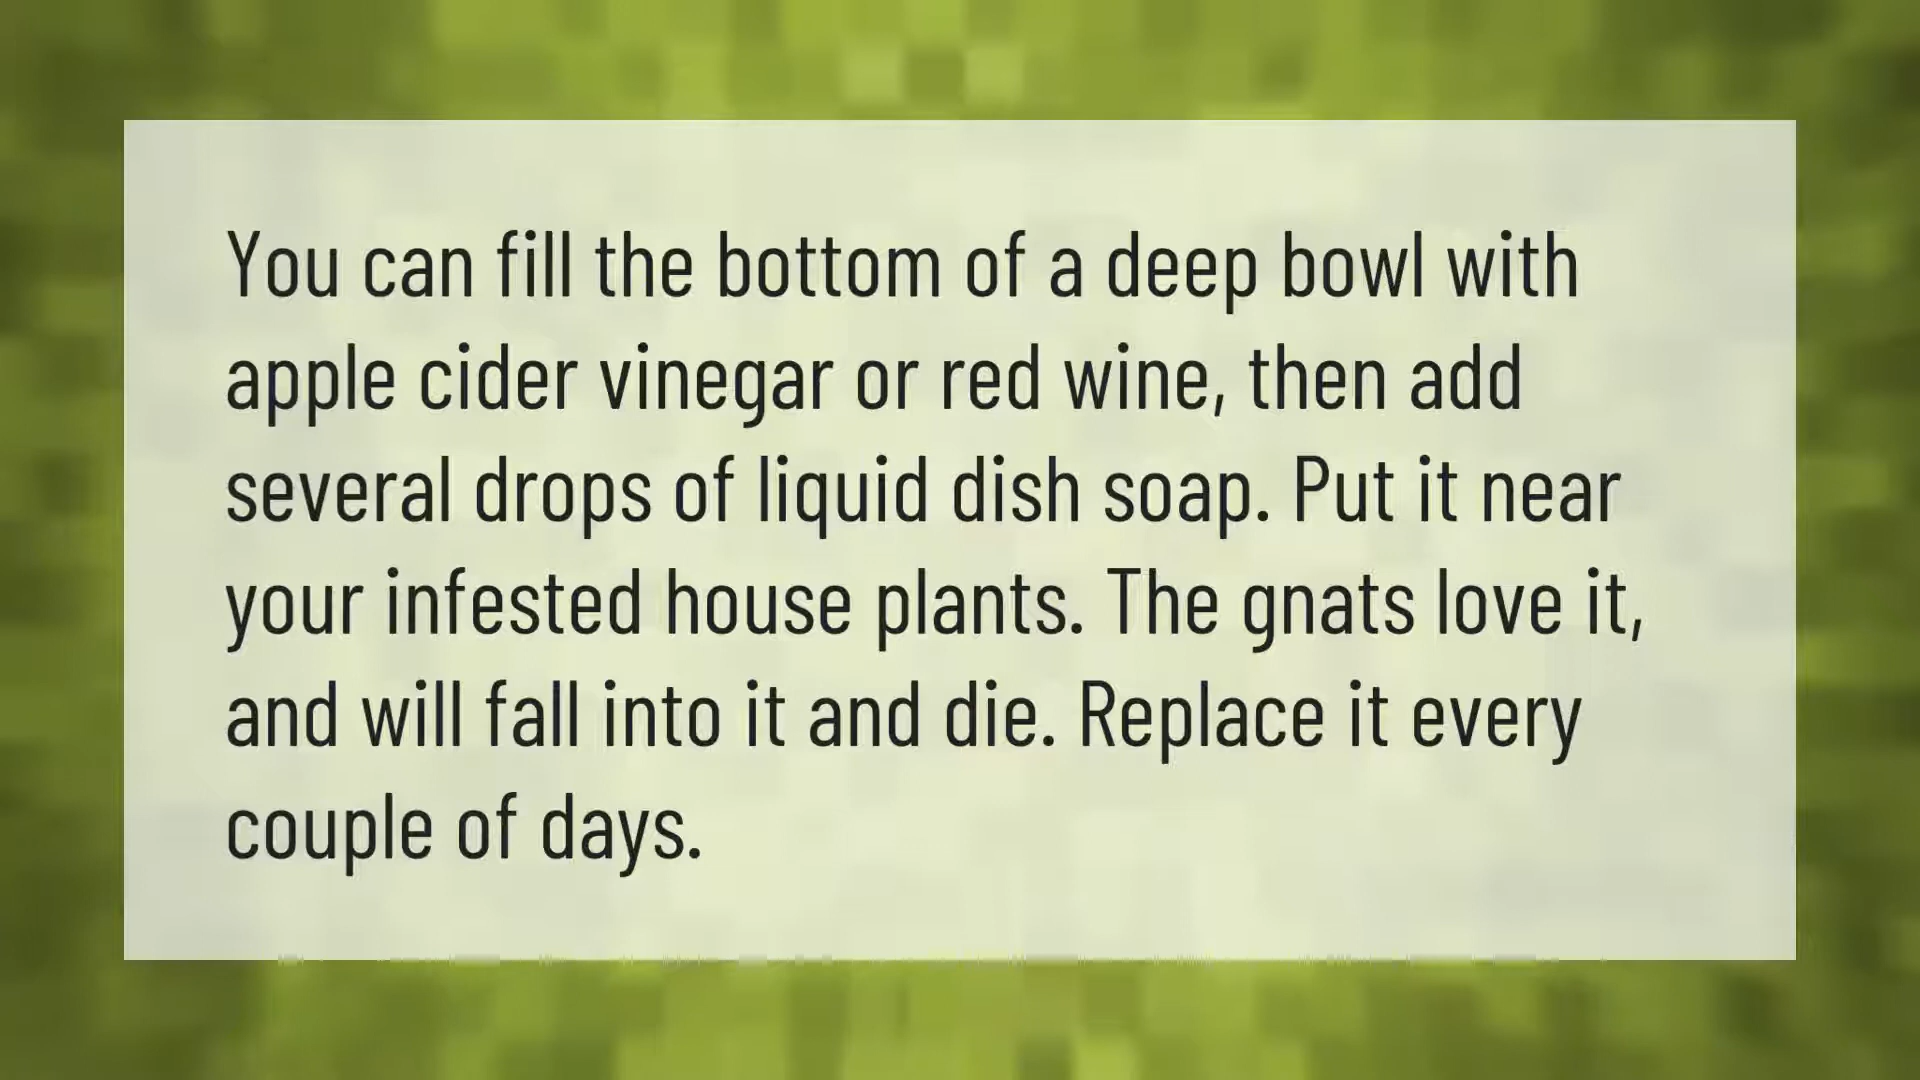 You can fill the bottom of a deep bowl with
apple cider vinegar or red wine, then add
several drops of liquid dish soap. Put it near
your infested house plants. The gnats love it,
and will fall into it and die. Replace it every
couple of days.